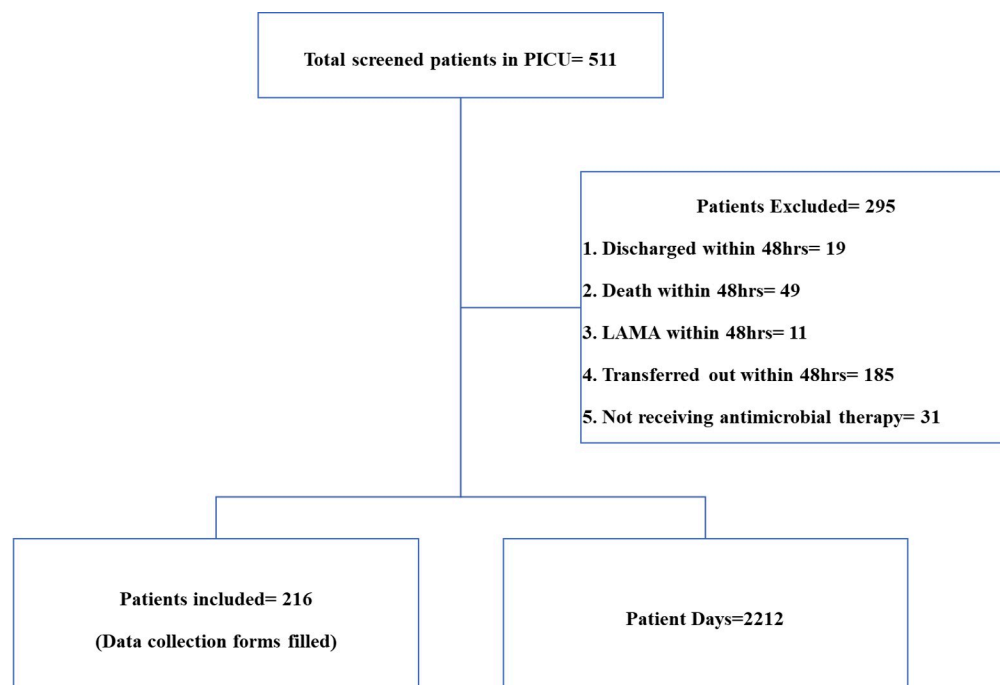 Total screened patients in PICU= 511
Patients Excluded= 295
1. Discharged within 48hrs= 19
2. Death within 48hrs= 49
3. LAMA within 48hrs= 11
4. Transferred out within 48hrs= 185
5. Not receiving antimicrobial therapy= 31
Patients included= 216
(Data collection forms filled)
Patient Days=2212